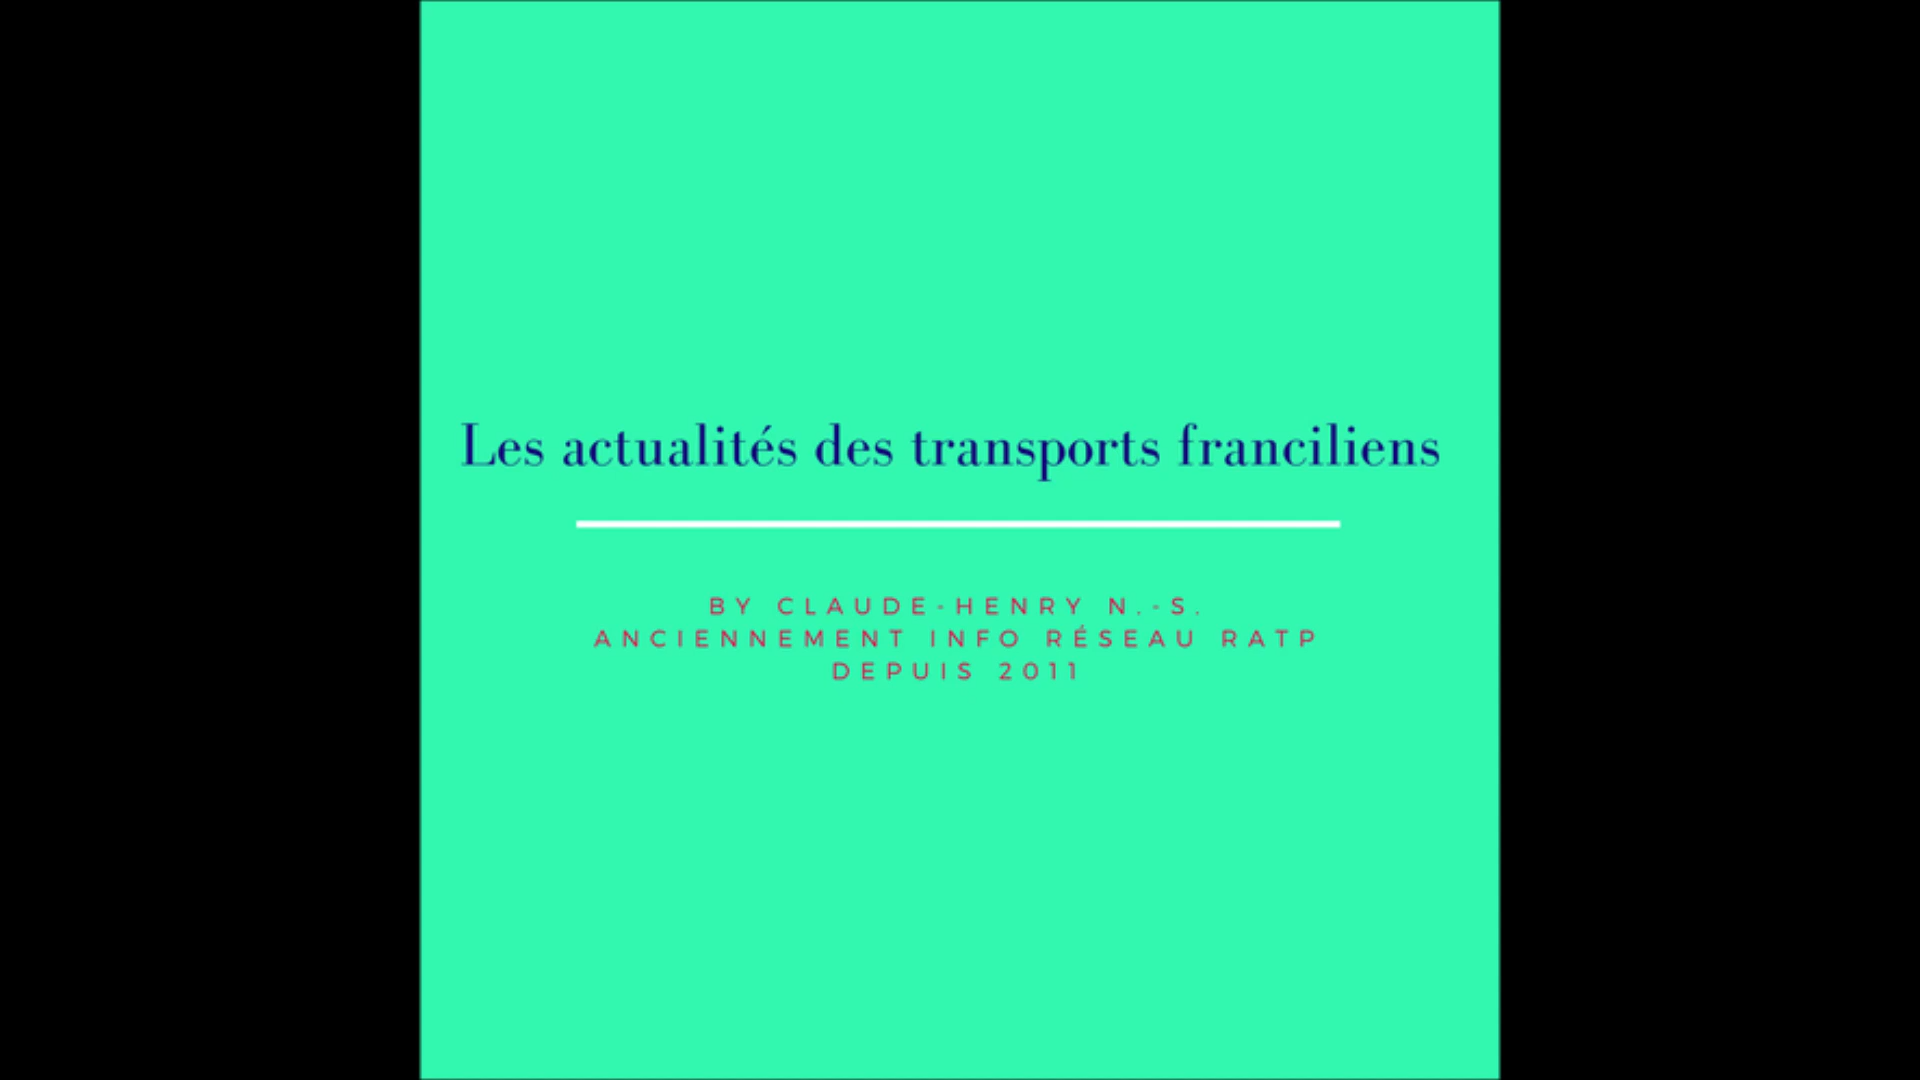 Les actualités des transports franciliens
BY CLAUDE-HENRY N.-S.
ANCIENNEMENT INFO RÉSEAU RATP
DEPUIS 2011